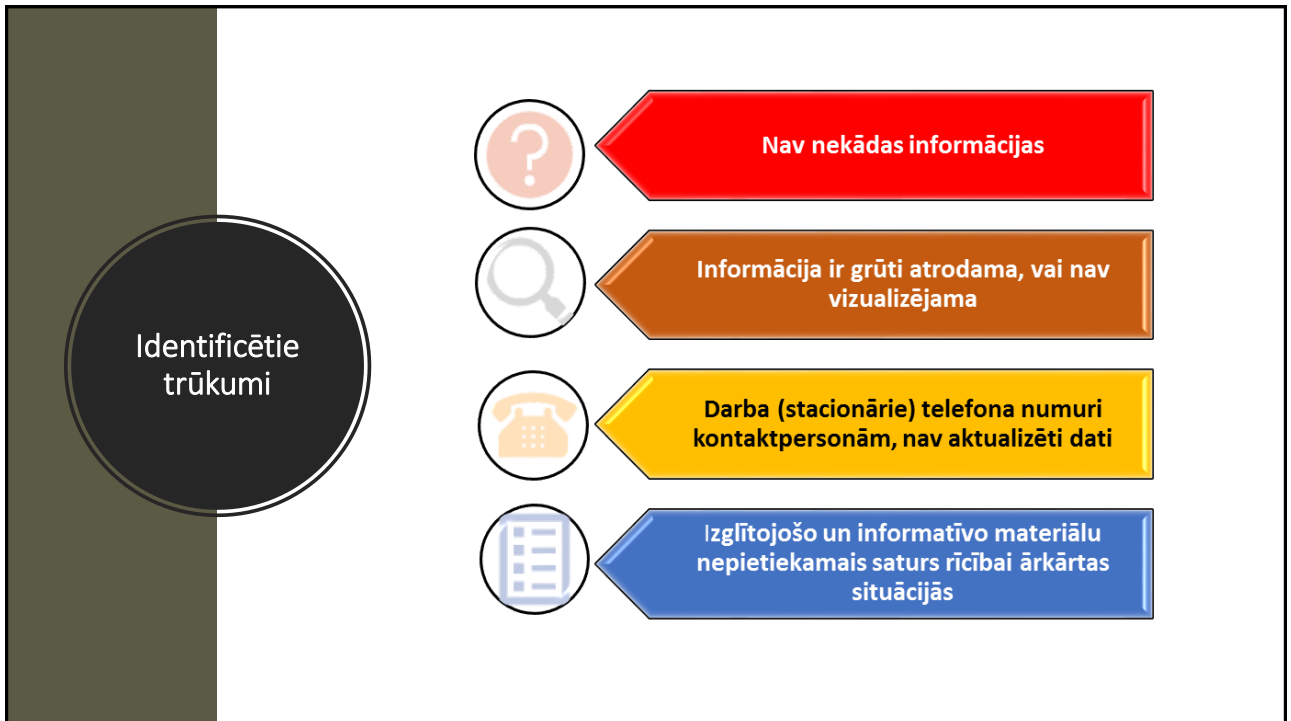 Identificētie
trūkumi
Nav nekādas informācijas
Informācija ir grūti atrodama, vai nav
vizualizējama
Darba (stacionārie) telefona numuri
kontaktpersonām, nav aktualizēti dati
Izglītojošo un informatīvo materiālu
nepietiekamais saturs rīcībai ārkārtas
situācijās